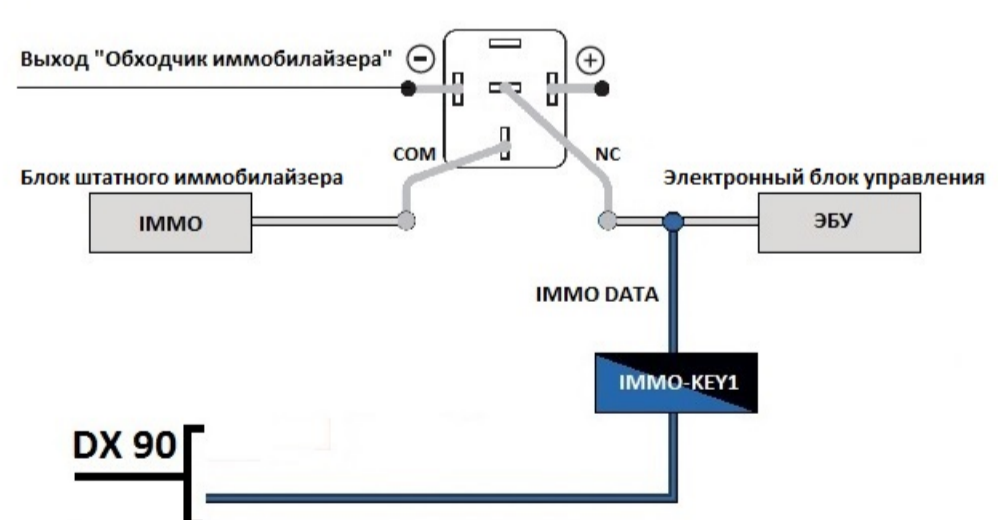 Выход "Обходчик иммобилайзера"
−
+
COM
NC
Блок штатного иммобилайзера
Электронный блок управления
IMMO
ЭБУ
IMMO DATA
IMMO-KEY1
DX 90